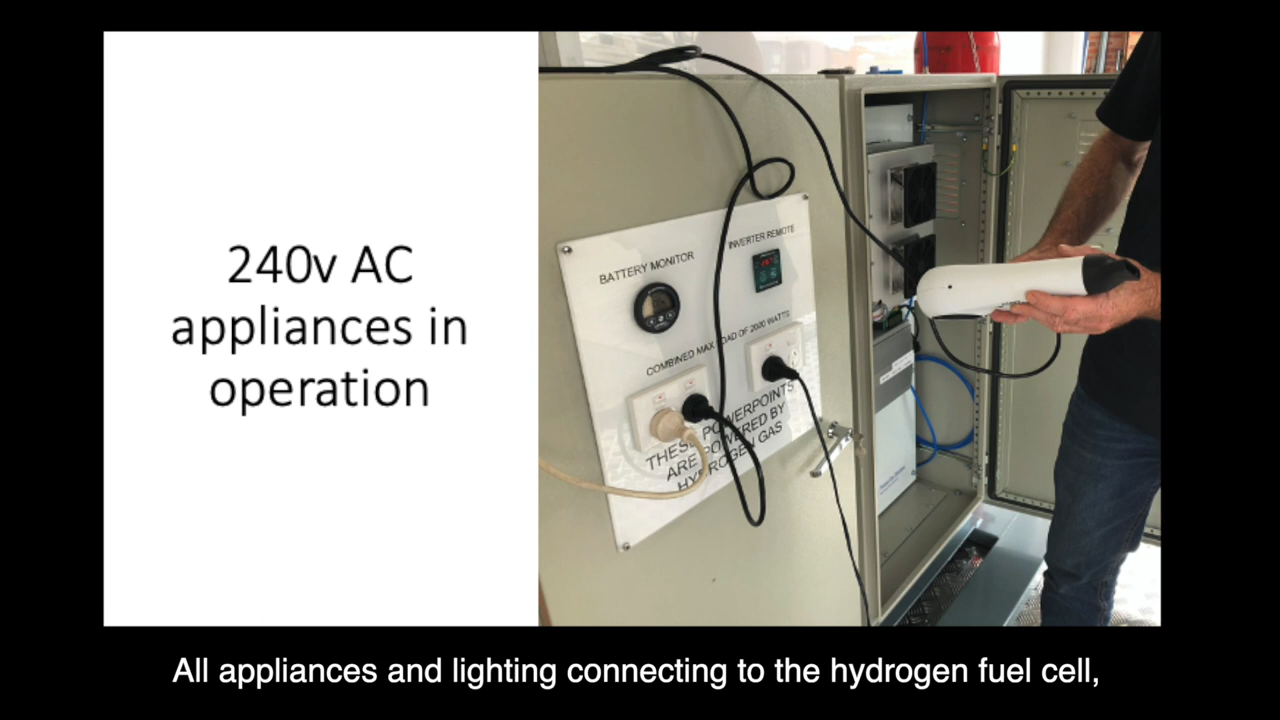 240v AC
appliances in
operation
BATTERY MONITOR
INVERTER REMOTE
COMBINED MAX LOAD OF 2000 WATTS
THESE POWERPOINTS
ARE POWERED BY
HYDROGEN GAS
All appliances and lighting connecting to the hydrogen fuel cell,